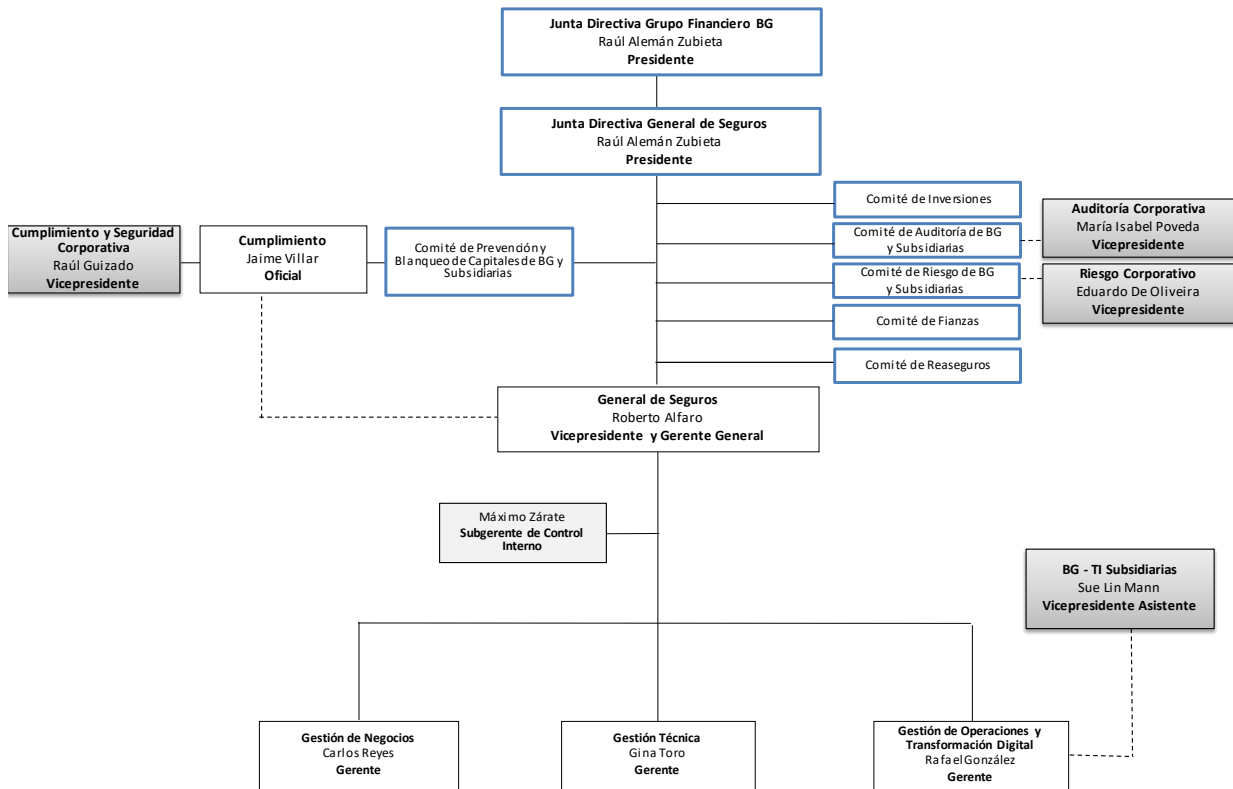 Junta Directiva Grupo Financiero BG
Raúl Alemán Zubieta
Presidente
Junta Directiva General de Seguros
Raúl Alemán Zubieta
Presidente
Cumplimiento y Seguridad
Corporativa
Raúl Guizado
Vicepresidente
Cumplimiento
Jaime Villar
Oficial
Comité de Prevención y
Blanqueo de Capitales de BG y
Subsidiarias
Comité de Inversiones
Comité de Auditoría de BG
y Subsidiarias
Comité de Riesgo de BG
y Subsidiarias
Comité de Fianzas
Comité de Reaseguros
Auditoría Corporativa
María Isabel Poveda
Vicepresidente
Riesgo Corporativo
Eduardo De Oliveira
Vicepresidente
General de Seguros
Roberto Alfaro
Vicepresidente y Gerente General
Máximo Zárate
Subgerente de Control
Interno
BG - TI Subsidiarias
Sue Lin Mann
Vicepresidente Asistente
Gestión de Negocios
Carlos Reyes
Gerente
Gestión Técnica
Gina Toro
Gerente
Gestión de Operaciones y
Transformación Digital
Rafael González
Gerente